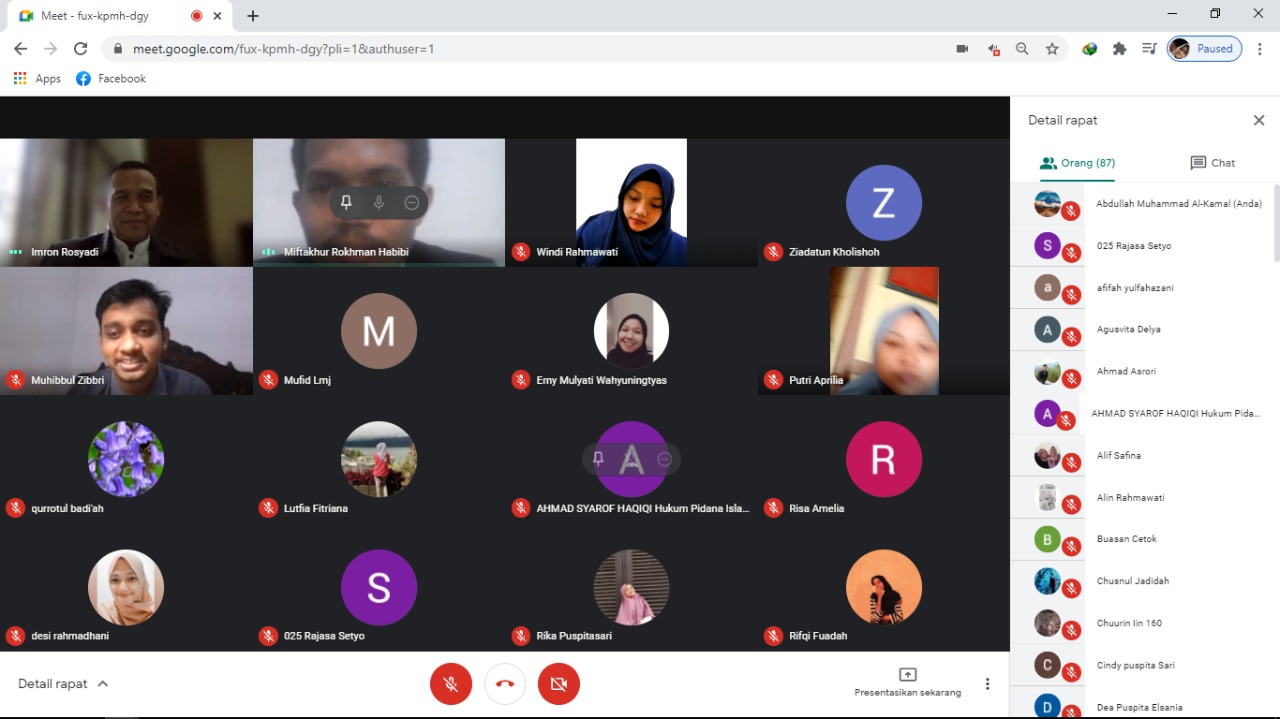 Meet - fux-kpmh-dgy
meet.google.com/fux-kpmh-dgy?pli=1&authuser=1
Paused
Apps
Facebook
Imron Rosyadi
Miftakhur Rokhman Habibi
Windi Rahmawati
Z
Ziadatun Kholishoh
Muhibbul Zibbri
M
Mufid Lmj
Erny Mulyati Wahyuningtyas
Putri Aprilia
qurrotul badi'ah
Lutfia Fitriana
A
AHMAD SYAROF HAQIQI Hukum Pidana Isla...
R
Risa Amelia
desi rahmadhani
S
025 Rajasa Setyo
Rika Puspitasari
Rifqi Fuadah
Detail rapat
Presentasikan sekarang
Detail rapat
Orang (87)
Chat
Abdullah Muhammad Al-Kamal (Anda)
S
025 Rajasa Setyo
a
afifah yulfahazani
A
Agusvita Delya
Ahmad Asrori
A
AHMAD SYAROF HAQIQI Hukum Pida...
Alif Safina
Alin Rahmawati
B
Buasan Cetok
Chusnul Jadidah
Chuurin Iin 160
C
Cindy puspita Sari
D
Dea Puspita Elsania